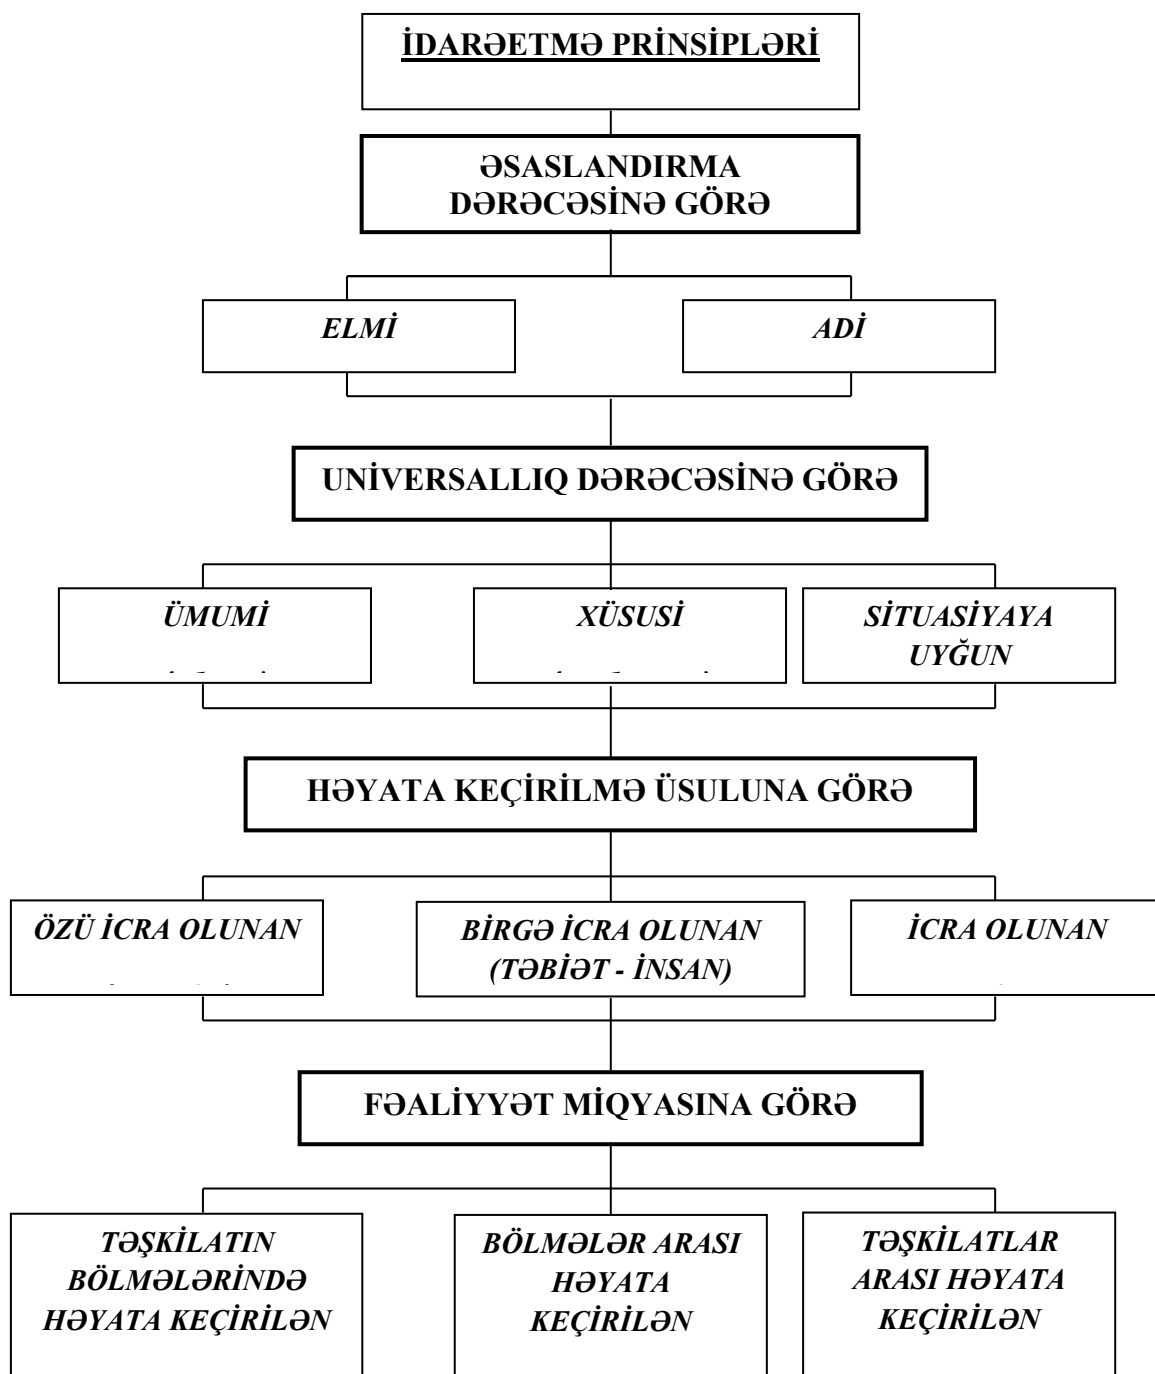 İDARƏETMƏ PRİNSİPLƏRİ
ƏSASLANDIRMA
DƏRƏCƏSİNƏ GÖRƏ
ELMİ
ADİ
UNİVERSALLIQ DƏRƏCƏSİNƏ GÖRƏ
ÜMUMİ
XÜSUSİ
SİTUASİYAYA
UYĞUN
HƏYATA KEÇİRİLMƏ ÜSULUNA GÖRƏ
ÖZÜ İCRA OLUNAN
BİRGƏ İCRA OLUNAN
(TƏBİƏT - İNSAN)
İCRA OLUNAN
FƏALİYYƏT MİQYASINA GÖRƏ
TƏŞKİLATIN
BÖLMƏLƏRİNDƏ
HƏYATA KEÇİRİLƏN
BÖLMƏLƏR ARASI
HƏYATA
KEÇİRİLƏN
TƏŞKİLATLAR
ARASI HƏYATA
KEÇİRİLƏN